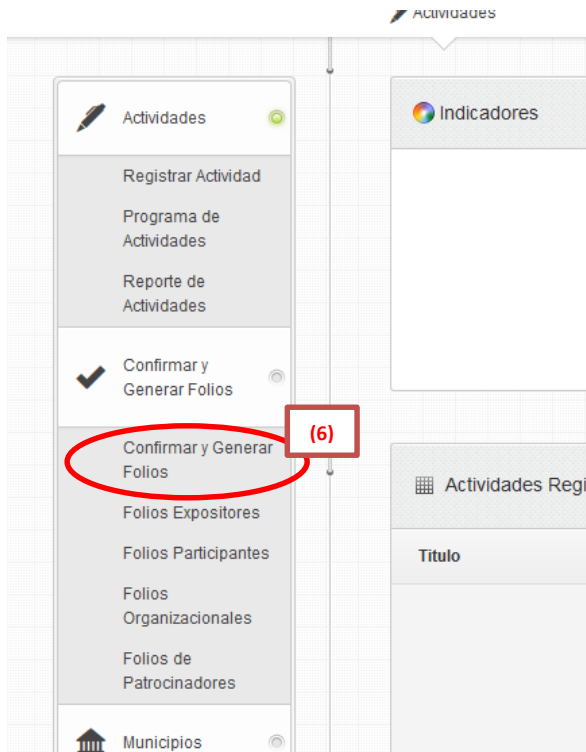 Actividades
Actividades
Registrar Actividad
Programa de
Actividades
Reporte de
Actividades
Confirmar y
Generar Folios
Confirmar y Generar
Folios
(6)
Folios Expositores
Folios Participantes
Folios
Organizacionales
Folios de
Patrocinadores
Municipios
Indicadores
Actividades Regi
Titulo